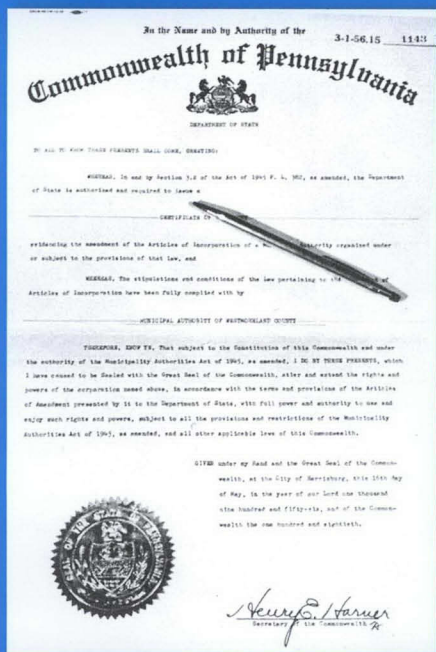 In the Name and by Authority of the
3-1-56.15 1143
Commonwealth of Pennsylvania
DEPARTMENT OF STATE
TO ALL TO WHOM THESE PRESENTS SHALL COME, GREETING:
WHEREAS, In and by Section 3.2 of the Act of 1945 P. L. 382, as amended, the Department
of State is authorized and required to issue a
CERTIFICATE OF
evidencing the amendment of the Articles of Incorporation of a Authority organized under
or subject to the provisions of that Law, and
WHEREAS, The stipulations and conditions of the Law pertaining to the of
Articles of Incorporation have been fully complied with by
MUNICIPAL AUTHORITY OF WESTMORELAND COUNTY
THEREFORE, KNOW YE, That subject to the Constitution of this Commonwealth and under
the authority of the Municipality Authorities Act of 1945, as amended, I DO BY THESE PRESENTS, which
I have caused to be Sealed with the Great Seal of the Commonwealth, alter and extend the rights and
powers of the corporation named above, in accordance with the terms and provisions of the Articles
of Amendment presented by it to the Department of State, with full power and authority to use and
enjoy such rights and powers, subject to all the provisions and restrictions of the Municipality
Authorities Act of 1945, as amended, and all other applicable laws of this Commonwealth.
GIVEN under my Hand and the Great Seal of the Common-
wealth, at the City of Harrisburg, this day
of May, in the year of our Lord one thousand
nine hundred and fifty-six, and of the Common-
wealth the one hundred and eightieth.
Henry E. Harner
Secretary of the Commonwealth